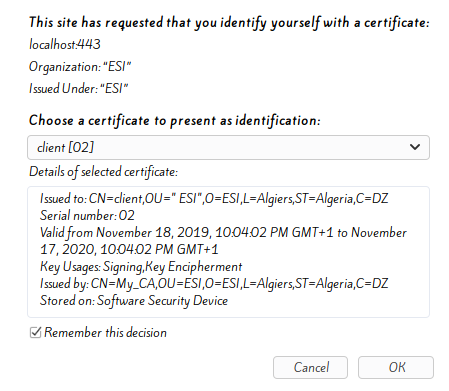 This site has requested that you identify yourself with a certificate:
localhost:443
Organization: "ESI"
Issued Under: "ESI"
Choose a certificate to present as identification:
client [02]
Details of selected certificate:
Issued to: CN=client,OU=" ESI",O=ESI,L=Algiers,ST=Algeria,C=DZ
Serial number: 02
Valid from November 18, 2019, 10:04:02 PM GMT+1 to November
17, 2020, 10:04:02 PM GMT+1
Key Usages: Signing,Key Encipherment
Issued by: CN=My_CA,OU=ESI,O=ESI,L=Algiers,ST=Algeria,C=DZ
Stored on: Software Security Device
Remember this decision
Cancel OK